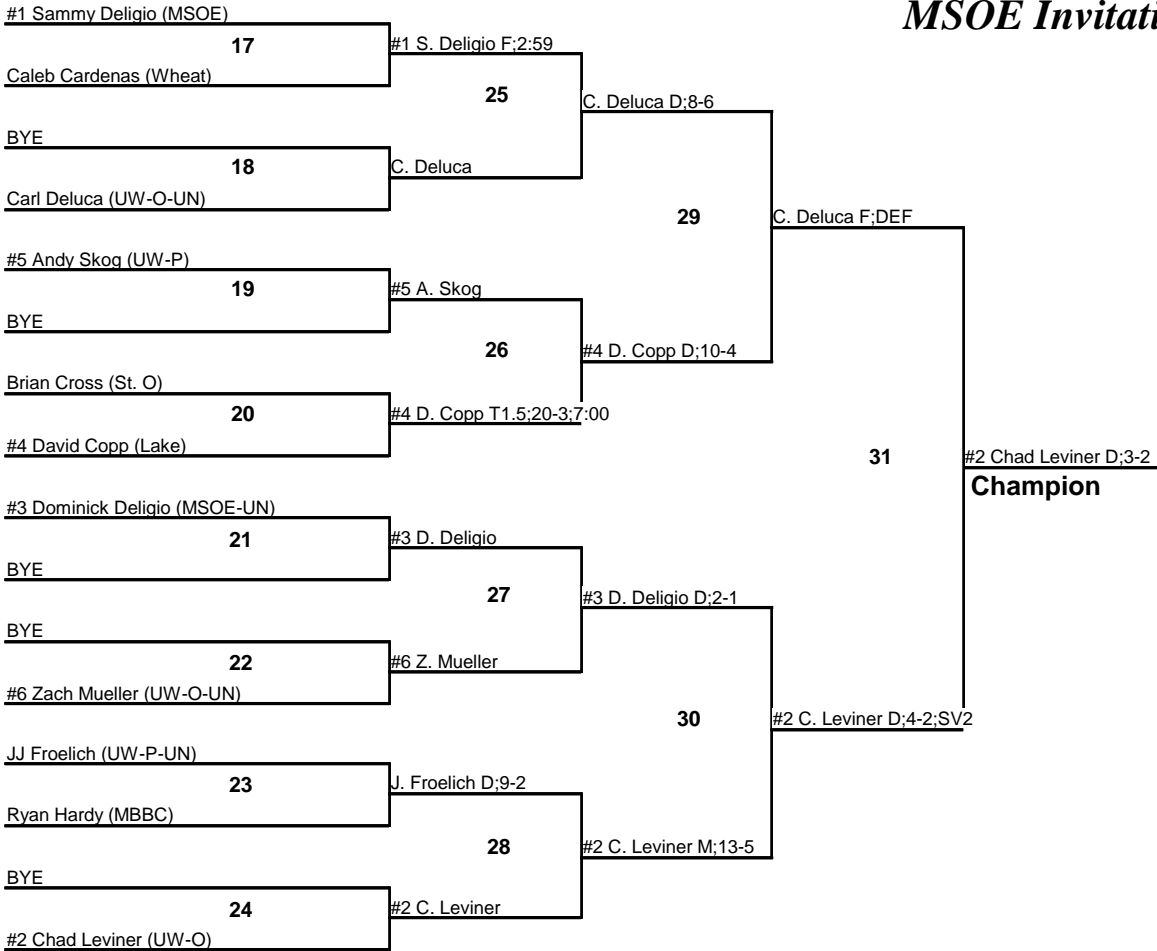 MSOE Invitati
#1 Sammy Deligio (MSOE)
17
Caleb Cardenas (Wheat)
#1 S. Deligio F;2:59
25
BYE
18
Carl Deluca (UW-O-UN)
C. Deluca
C. Deluca D;8-6
29
#5 Andy Skog (UW-P)
19
BYE
#5 A. Skog
26
Brian Cross (St. O)
20
#4 David Copp (Lake)
#4 D. Copp T1.5;20-3;7:00
#4 D. Copp D;10-4
C. Deluca F;DEF
31
#2 Chad Leviner D;3-2
Champion
#3 Dominick Deligio (MSOE-UN)
21
BYE
#3 D. Deligio
27
BYE
22
#6 Zach Mueller (UW-O-UN)
#6 Z. Mueller
#3 D. Deligio D;2-1
30
JJ Froelich (UW-P-UN)
23
Ryan Hardy (MBBC)
J. Froelich D;9-2
28
BYE
24
#2 Chad Leviner (UW-O)
#2 C. Leviner
#2 C. Leviner M;13-5
#2 C. Leviner D;4-2;SV2